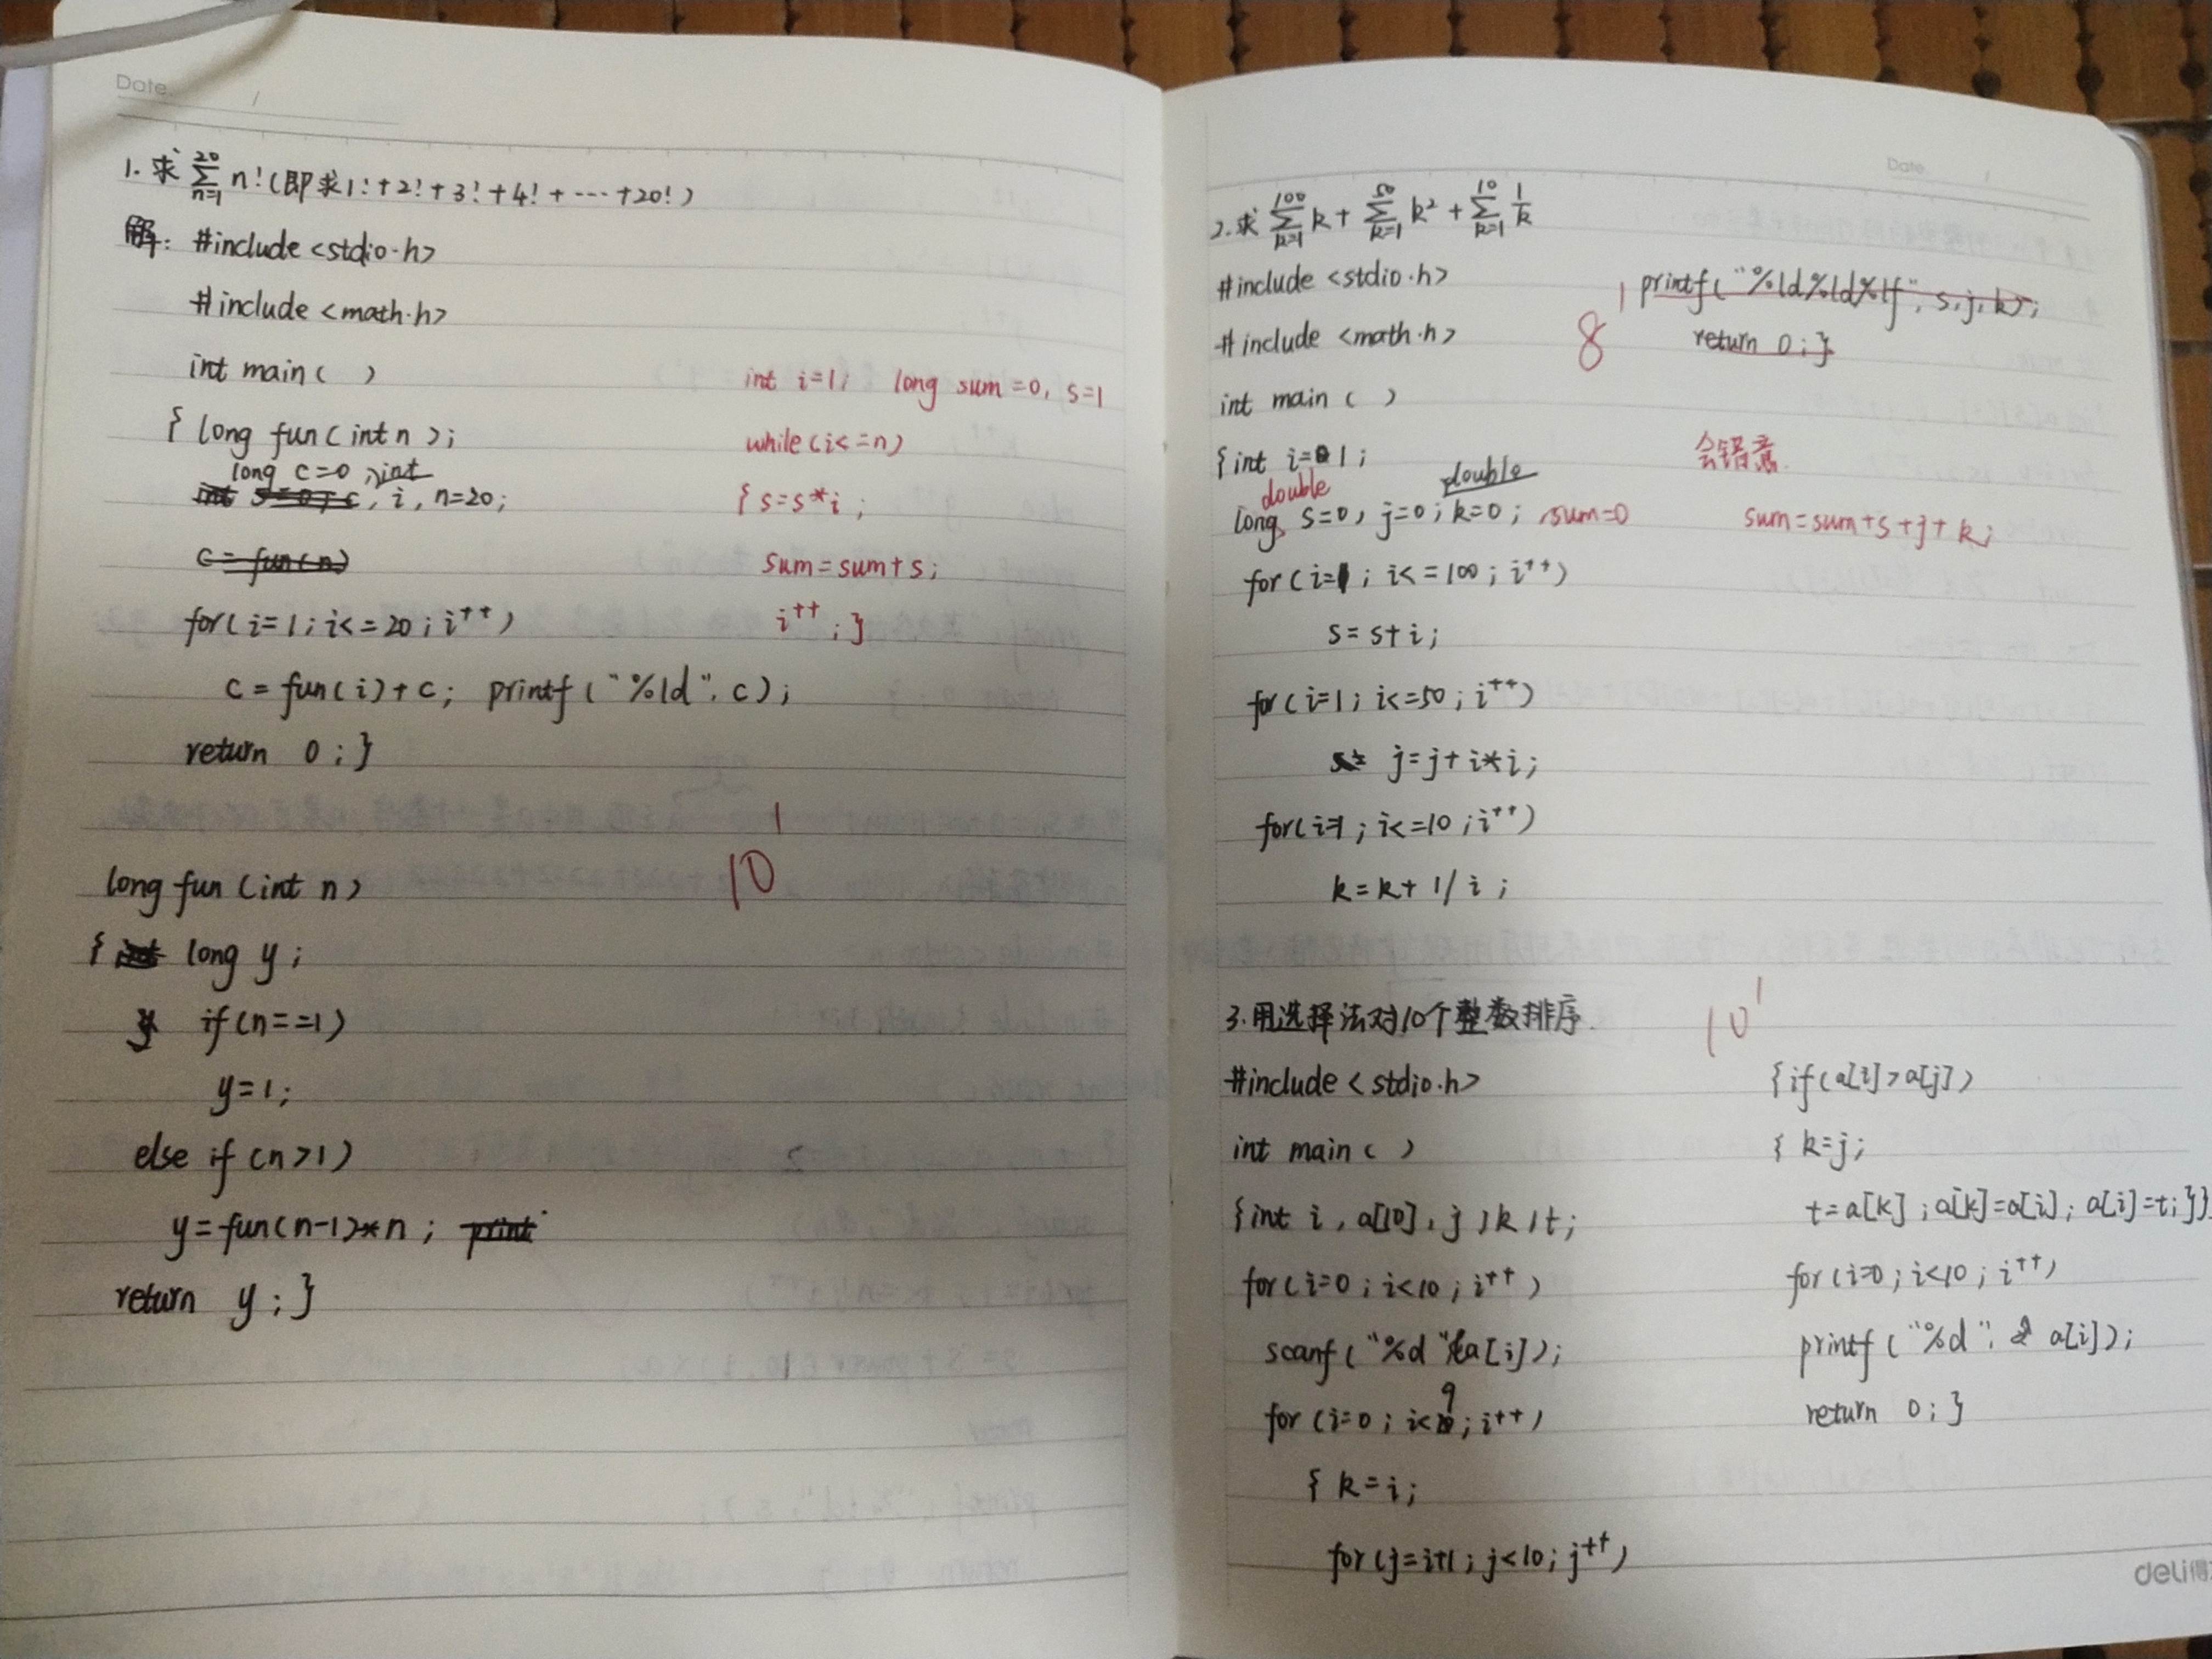 Date
1. 求 ∑_{n=1}^{20} n! (即求1!+2!+3!+4!+⋯+20!)
解: #include <stdio.h>
#include <math.h>
int main( )
int i=1; long sum=0, s=1
{ long fun(int n);
while(i<=n)
long c=0, int
int s=0, c, i, n=20;
{ s=s*i;
c=fun(n)
sum=sum+s;
for(i=1; i<=20; i++)
i++; }
c=fun(i)+c; printf("%ld", c);
return 0; }
10
long fun(int n)
{ int long y;
y if(n==1)
y=1;
else if(n>1)
y=fun(n-1)*n; print
return y; }
Date
2. 求 ∑_{k=1}^{100} k + ∑_{k=1}^{50} k² + ∑_{k=1}^{10} 1/k
#include <stdio.h>
#include <math.h>
int main( )
{ int i=1;
double
double
long s=0, j=0; k=0; , sum=0
for(i=1; i<=100; i++)
s=s+i;
for(i=1; i<=50; i++)
s= j=j+i*i;
for(i=1; i<=10; i++)
k=k+1/i;
printf("%ld%ld%lf", s,j,k);
8
return 0; }
会错意
sum=sum+s+j+k;
3.用选择法对10个整数排序.
10
#include <stdio.h>
int main( )
{int i, a[10], j, k, t;
for(i=0; i<10; i++)
scanf("%d",&a[i]);
9
for(i=0; i<10; i++)
{ k=i;
for(j=i+1; j<10; j++)
{if(a[i]>a[j])
{ k=j;
t=a[k]; a[k]=a[i]; a[i]=t;}}
for(i=0; i<10; i++)
printf("%d", a[i]);
return 0; }
deli